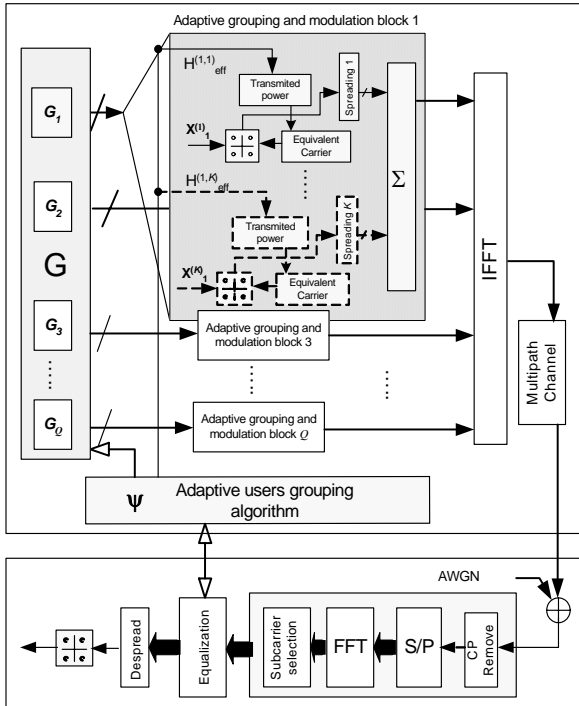 Adaptive grouping and modulation block 1
G1
G2
G
G3
......
GQ
H(1,1)eff
Transmited
power
Spreading 1
X(1)1
Equivalent
Carrier
......
H(1,K)eff
Transmited
power
Spreading K
X(K)1
Equivalent
Carrier
Σ
IFFT
Adaptive grouping and
modulation block 3
......
......
Adaptive grouping and
modulation block Q
Multipath
Channel
Ψ
Adaptive users grouping
algorithm
AWGN
Despread
Equalization
Subcarrier
selection
FFT
S/P
CP
Remove